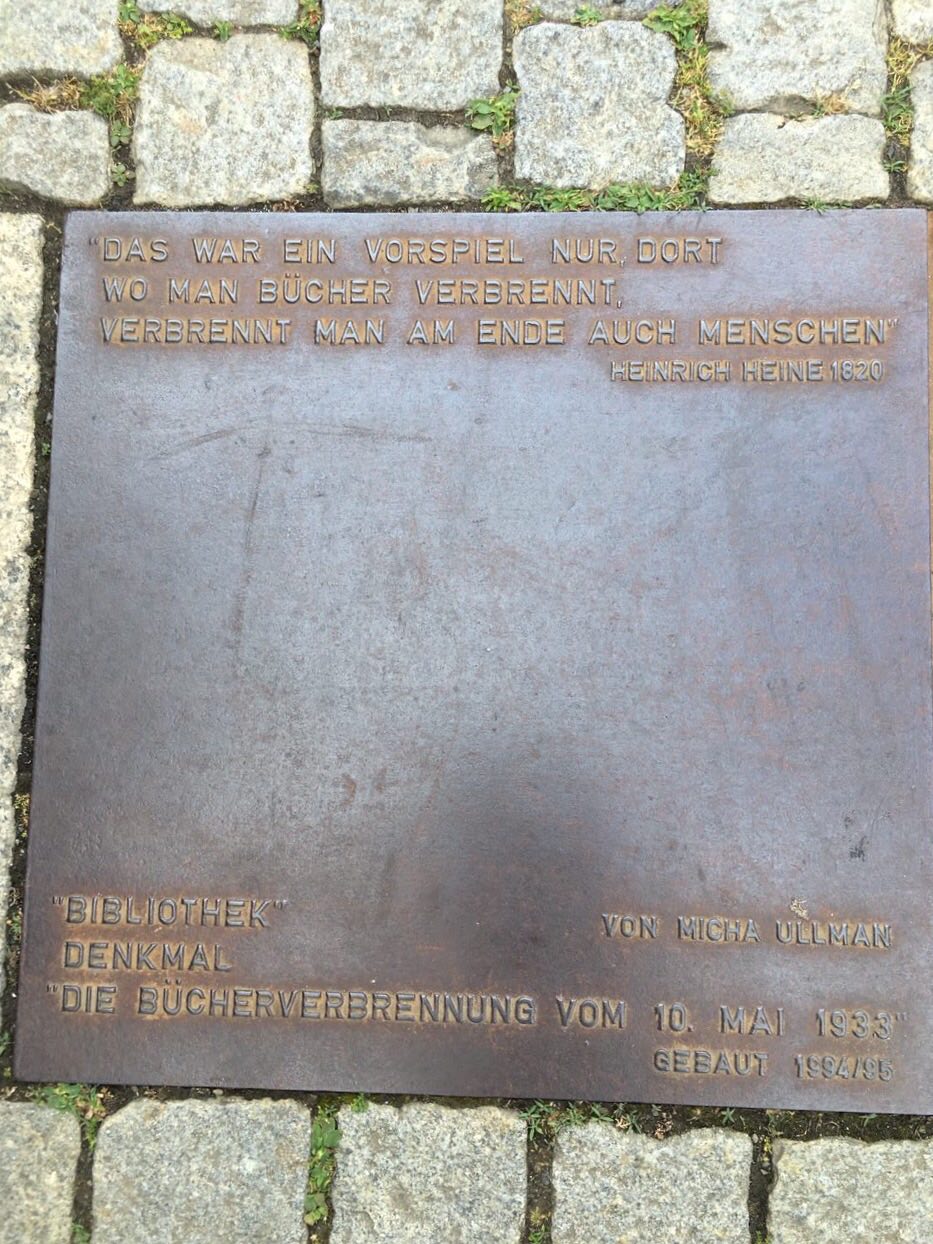 "DAS WAR EIN VORSPIEL NUR, DORT
WO MAN BÜCHER VERBRENNT,
VERBRENNT MAN AM ENDE AUCH MENSCHEN"
HEINRICH HEINE 1820
"BIBLIOTHEK"
DENKMAL
VON MICHA ULLMAN
"DIE BÜCHERVERBRENNUNG VOM 10. MAI 1933"
GEBAUT 1994/95